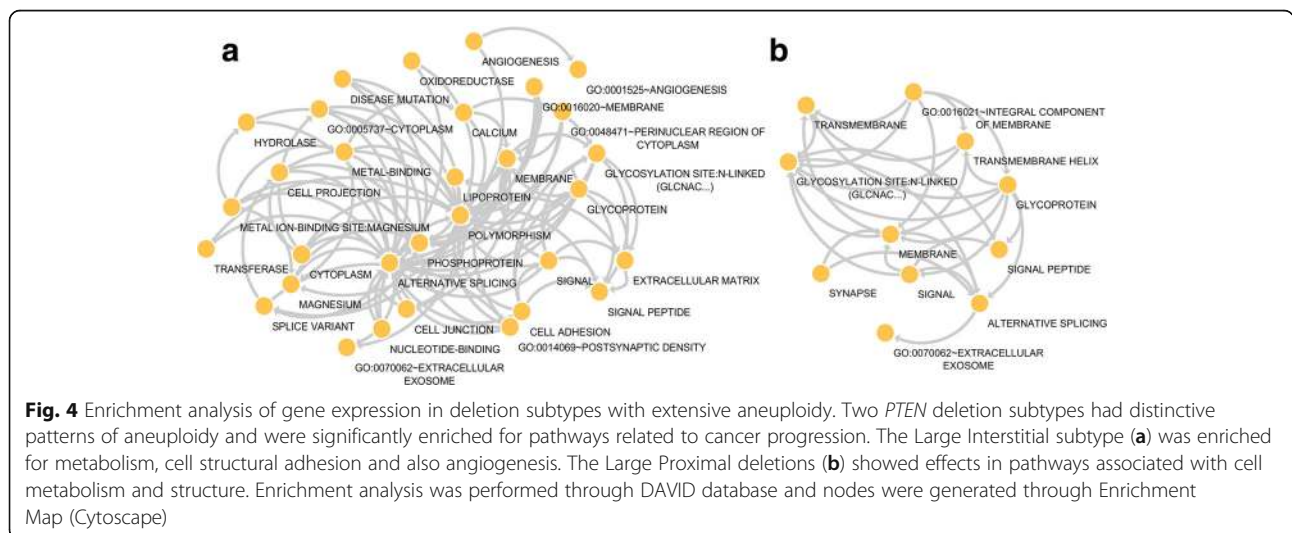 a
ANGIOGENESIS
OXIDOREDUCTASE
GO:0001525~ANGIOGENESIS
DISEASE MUTATION
GO:0016020~MEMBRANE
GO:0005737~CYTOPLASM
CALCIUM
GO:0048471~PERINUCLEAR REGION OF
CYTOPLASM
HYDROLASE
METAL-BINDING
MEMBRANE
GLYCOSYLATION SITE:N-LINKED
(GLCNAC...)
CELL PROJECTION
LIPOPROTEIN
GLYCOPROTEIN
METAL ION-BINDING SITE:MAGNESIUM
POLYMORPHISM
TRANSFERASE
CYTOPLASM
PHOSPHOPROTEIN
ALTERNATIVE SPLICING
SIGNAL
EXTRACELLULAR MATRIX
MAGNESIUM
SIGNAL PEPTIDE
SPLICE VARIANT
CELL JUNCTION
CELL ADHESION
NUCLEOTIDE-BINDING
GO:0014069~POSTSYNAPTIC DENSITY
GO:0070062~EXTRACELLULAR
EXOSOME
b
TRANSMEMBRANE
GO:0016021~INTEGRAL COMPONENT
OF MEMBRANE
TRANSMEMBRANE HELIX
GLYCOSYLATION SITE:N-LINKED
(GLCNAC...)
GLYCOPROTEIN
MEMBRANE
SIGNAL PEPTIDE
SYNAPSE
SIGNAL
ALTERNATIVE SPLICING
GO:0070062~EXTRACELLULAR
EXOSOME
Fig. 4 Enrichment analysis of gene expression in deletion subtypes with extensive aneuploidy. Two PTEN deletion subtypes had distinctive
patterns of aneuploidy and were significantly enriched for pathways related to cancer progression. The Large Interstitial subtype (a) was enriched
for metabolism, cell structural adhesion and also angiogenesis. The Large Proximal deletions (b) showed effects in pathways associated with cell
metabolism and structure. Enrichment analysis was performed through DAVID database and nodes were generated through Enrichment
Map (Cytoscape)